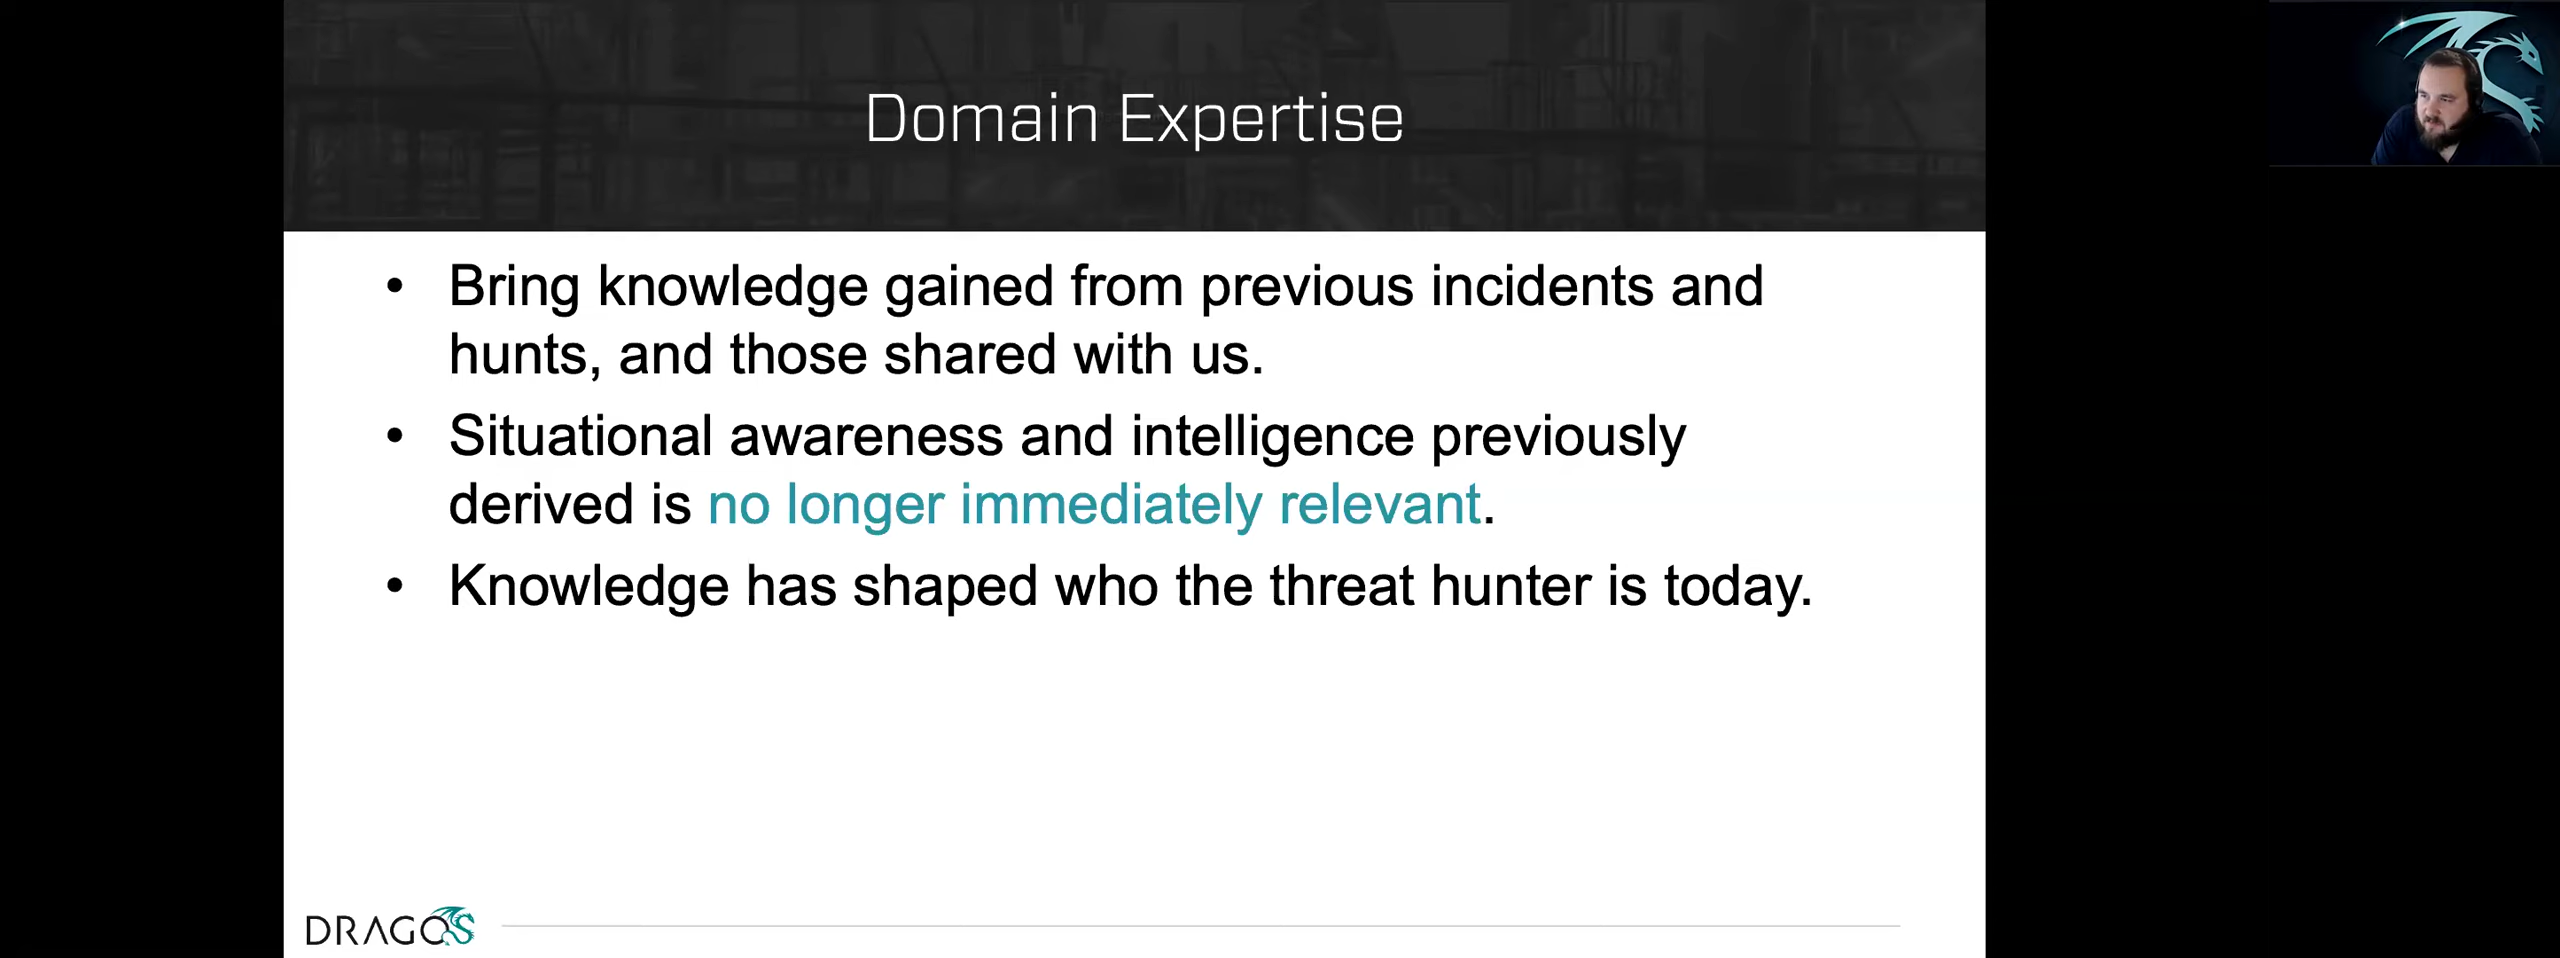 Domain Expertise
• Bring knowledge gained from previous incidents and
hunts, and those shared with us.
• Situational awareness and intelligence previously
derived is no longer immediately relevant.
• Knowledge has shaped who the threat hunter is today.
DRAGOS